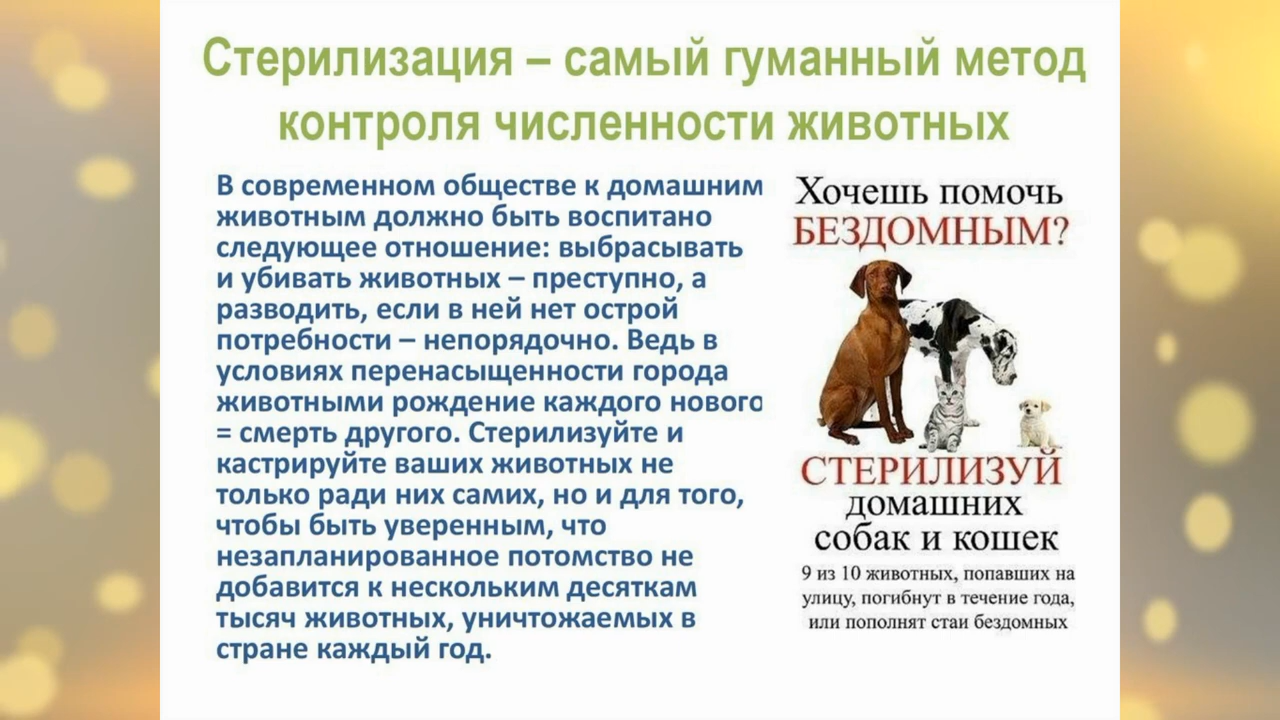 Стерилизация – самый гуманный метод
контроля численности животных
В современном обществе к домашним
животным должно быть воспитано
следующее отношение: выбрасывать
и убивать животных – преступно, а
разводить, если в ней нет острой
потребности – непорядочно. Ведь в
условиях перенасыщенности города
животными рождение каждого нового
= смерть другого. Стерилизуйте и
кастрируйте ваших животных не
только ради них самих, но и для того,
чтобы быть уверенным, что
незапланированное потомство не
добавится к нескольким десяткам
тысяч животных, уничтожаемых в
стране каждый год.
Хочешь помочь
БЕЗДОМНЫМ?
СТЕРИЛИЗУЙ
домашних
собак и кошек
9 из 10 животных, попавших на
улицу, погибнут в течение года,
или пополнят стаи бездомных